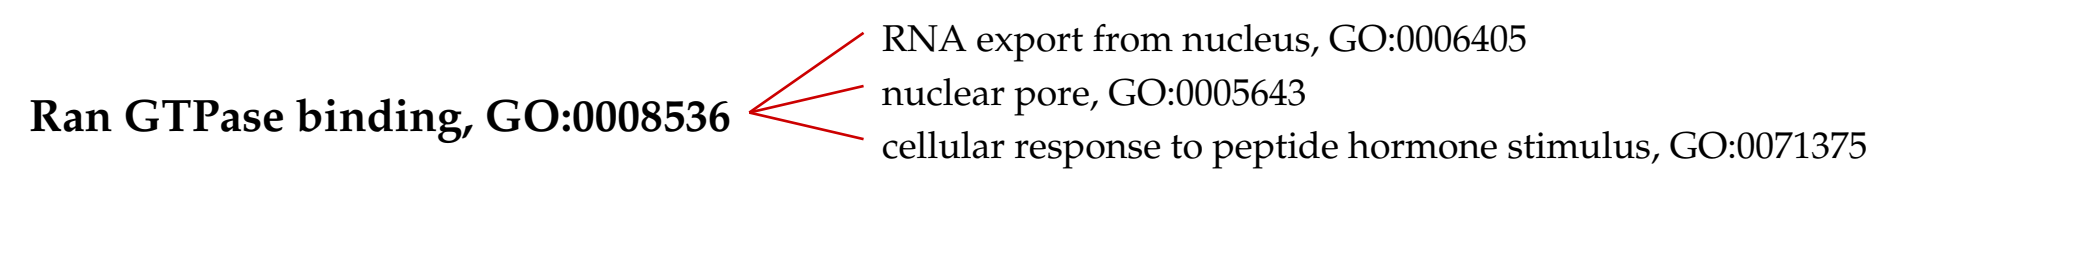 Ran GTPase binding, GO:0008536
RNA export from nucleus, GO:0006405
nuclear pore, GO:0005643
cellular response to peptide hormone stimulus, GO:0071375